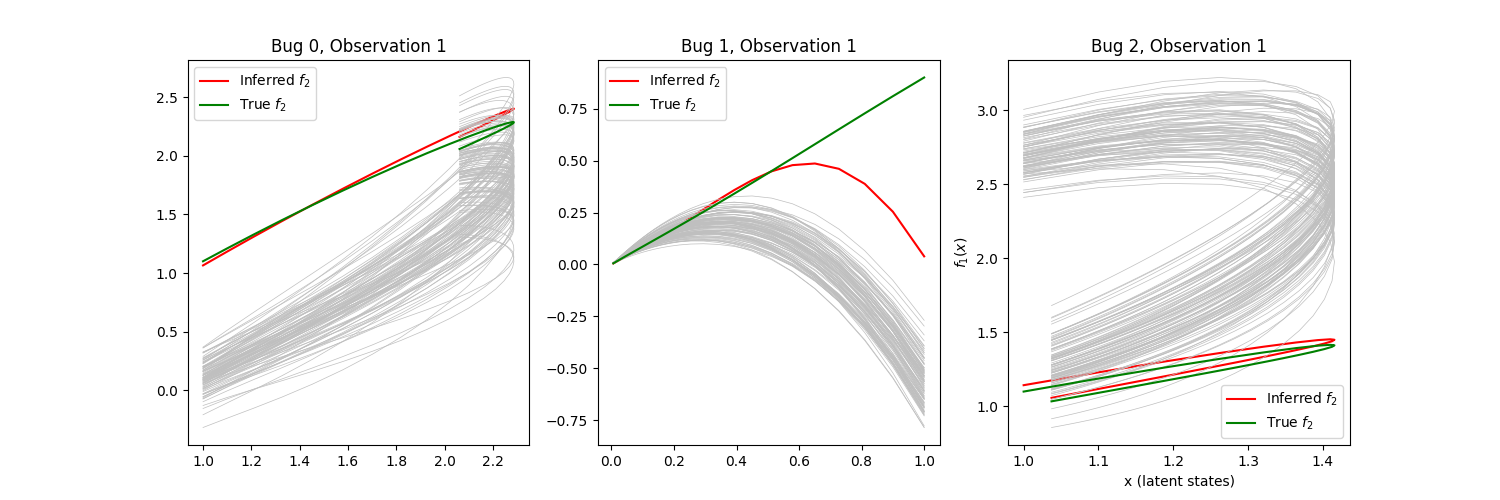 Bug 0, Observation 1
Inferred f₂
True f₂
2.5
2.0
1.5
1.0
0.5
0.0
1.0 1.2 1.4 1.6 1.8 2.0 2.2
Bug 1, Observation 1
Inferred f₂
True f₂
0.75
0.50
0.25
0.00
−0.25
−0.50
−0.75
0.0 0.2 0.4 0.6 0.8 1.0
Bug 2, Observation 1
3.0
2.5
2.0
1.5
1.0
f₁(x)
Inferred f₂
True f₂
1.0 1.1 1.2 1.3 1.4
x (latent states)